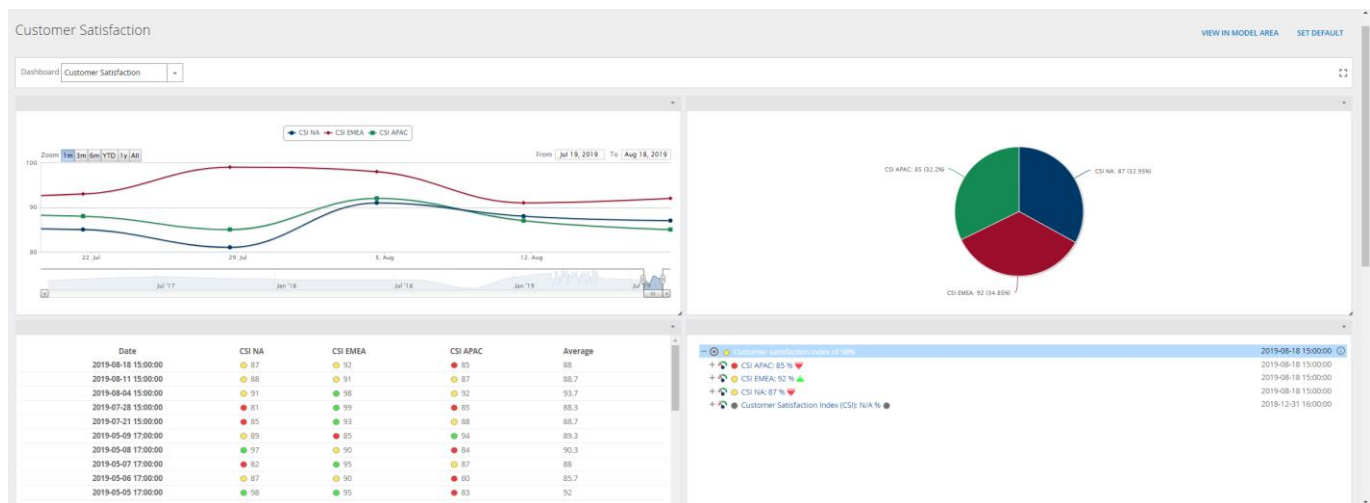 Customer Satisfaction
VIEW IN MODEL AREA SET DEFAULT
Dashboard Customer Satisfaction
CSI NA CSI EMEA CSI APAC
Zoom 1m 3m 6m YTD 1y All
From Jul 19, 2019 To Aug 18, 2019
100
90
80
22. Jul 29. Jul 5. Aug 12. Aug
Jul '17 Jan '18 Jul '18 Jan '19 Jul '19
CSI APAC: 85 (32.2%)
CSI NA: 87 (32.95%)
CSI EMEA: 92 (34.85%)
Date CSI NA CSI EMEA CSI APAC Average
2019-08-18 15:00:00 87 92 85 88
2019-08-11 15:00:00 88 91 87 88.7
2019-08-04 15:00:00 91 98 92 93.7
2019-07-28 15:00:00 81 99 85 88.3
2019-07-21 15:00:00 85 93 88 88.7
2019-05-09 17:00:00 89 85 94 89.3
2019-05-08 17:00:00 97 90 84 90.3
2019-05-07 17:00:00 82 95 87 88
2019-05-06 17:00:00 87 90 80 85.7
2019-05-05 17:00:00 98 95 83 92
Customer satisfaction index of 98% 2019-08-18 15:00:00
CSI APAC: 85 % 2019-08-18 15:00:00
CSI EMEA: 92 % 2019-08-18 15:00:00
CSI NA: 87 % 2019-08-18 15:00:00
Customer Satisfaction Index (CSI): N/A % 2018-12-31 16:00:00